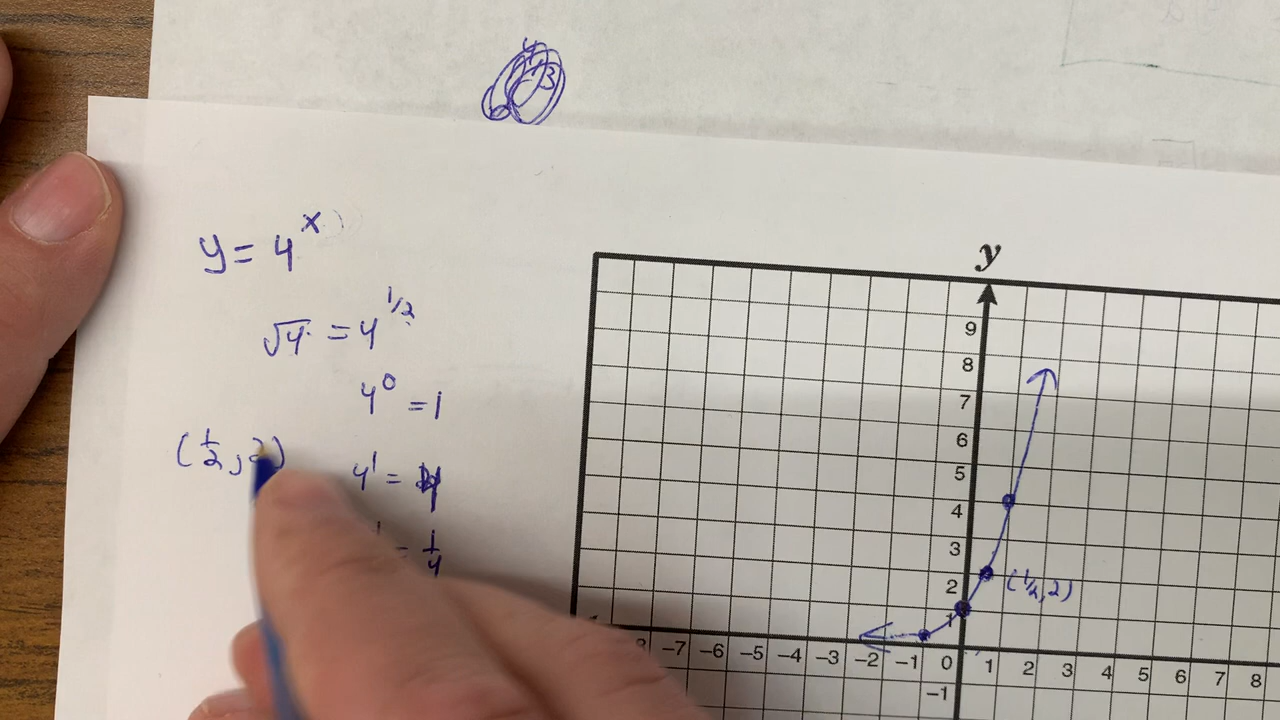 y = 4^x
√4 = 4^1/2
4^0 = 1
(1/2, 2)
4^1 = 4
= 1/4
y
9
8
7
6
5
4
3
2
1
(1/2, 2)
-7 -6 -5 -4 -3 -2 -1 0 1 2 3 4 5 6 7 8
-1